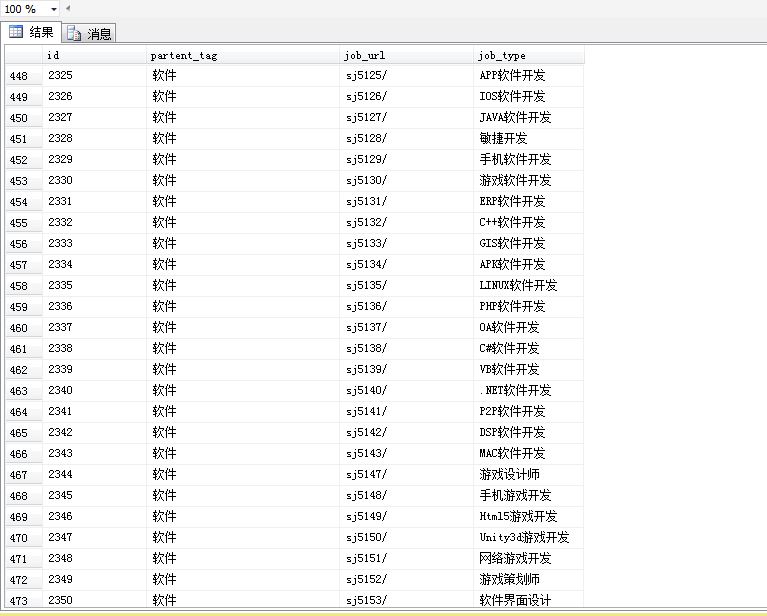 100 %
结果 消息
id partent_tag job_url job_type
448 2325 软件 sj5125/ APP软件开发
449 2326 软件 sj5126/ IOS软件开发
450 2327 软件 sj5127/ JAVA软件开发
451 2328 软件 sj5128/ 敏捷开发
452 2329 软件 sj5129/ 手机软件开发
453 2330 软件 sj5130/ 游戏软件开发
454 2331 软件 sj5131/ ERP软件开发
455 2332 软件 sj5132/ C++软件开发
456 2333 软件 sj5133/ GIS软件开发
457 2334 软件 sj5134/ APK软件开发
458 2335 软件 sj5135/ LINUX软件开发
459 2336 软件 sj5136/ PHP软件开发
460 2337 软件 sj5137/ OA软件开发
461 2338 软件 sj5138/ C#软件开发
462 2339 软件 sj5139/ VB软件开发
463 2340 软件 sj5140/ .NET软件开发
464 2341 软件 sj5141/ P2P软件开发
465 2342 软件 sj5142/ DSP软件开发
466 2343 软件 sj5143/ MAC软件开发
467 2344 软件 sj5147/ 游戏设计师
468 2345 软件 sj5148/ 手机游戏开发
469 2346 软件 sj5149/ Html5游戏开发
470 2347 软件 sj5150/ Unity3d游戏开发
471 2348 软件 sj5151/ 网络游戏开发
472 2349 软件 sj5152/ 游戏策划师
473 2350 软件 sj5153/ 软件界面设计